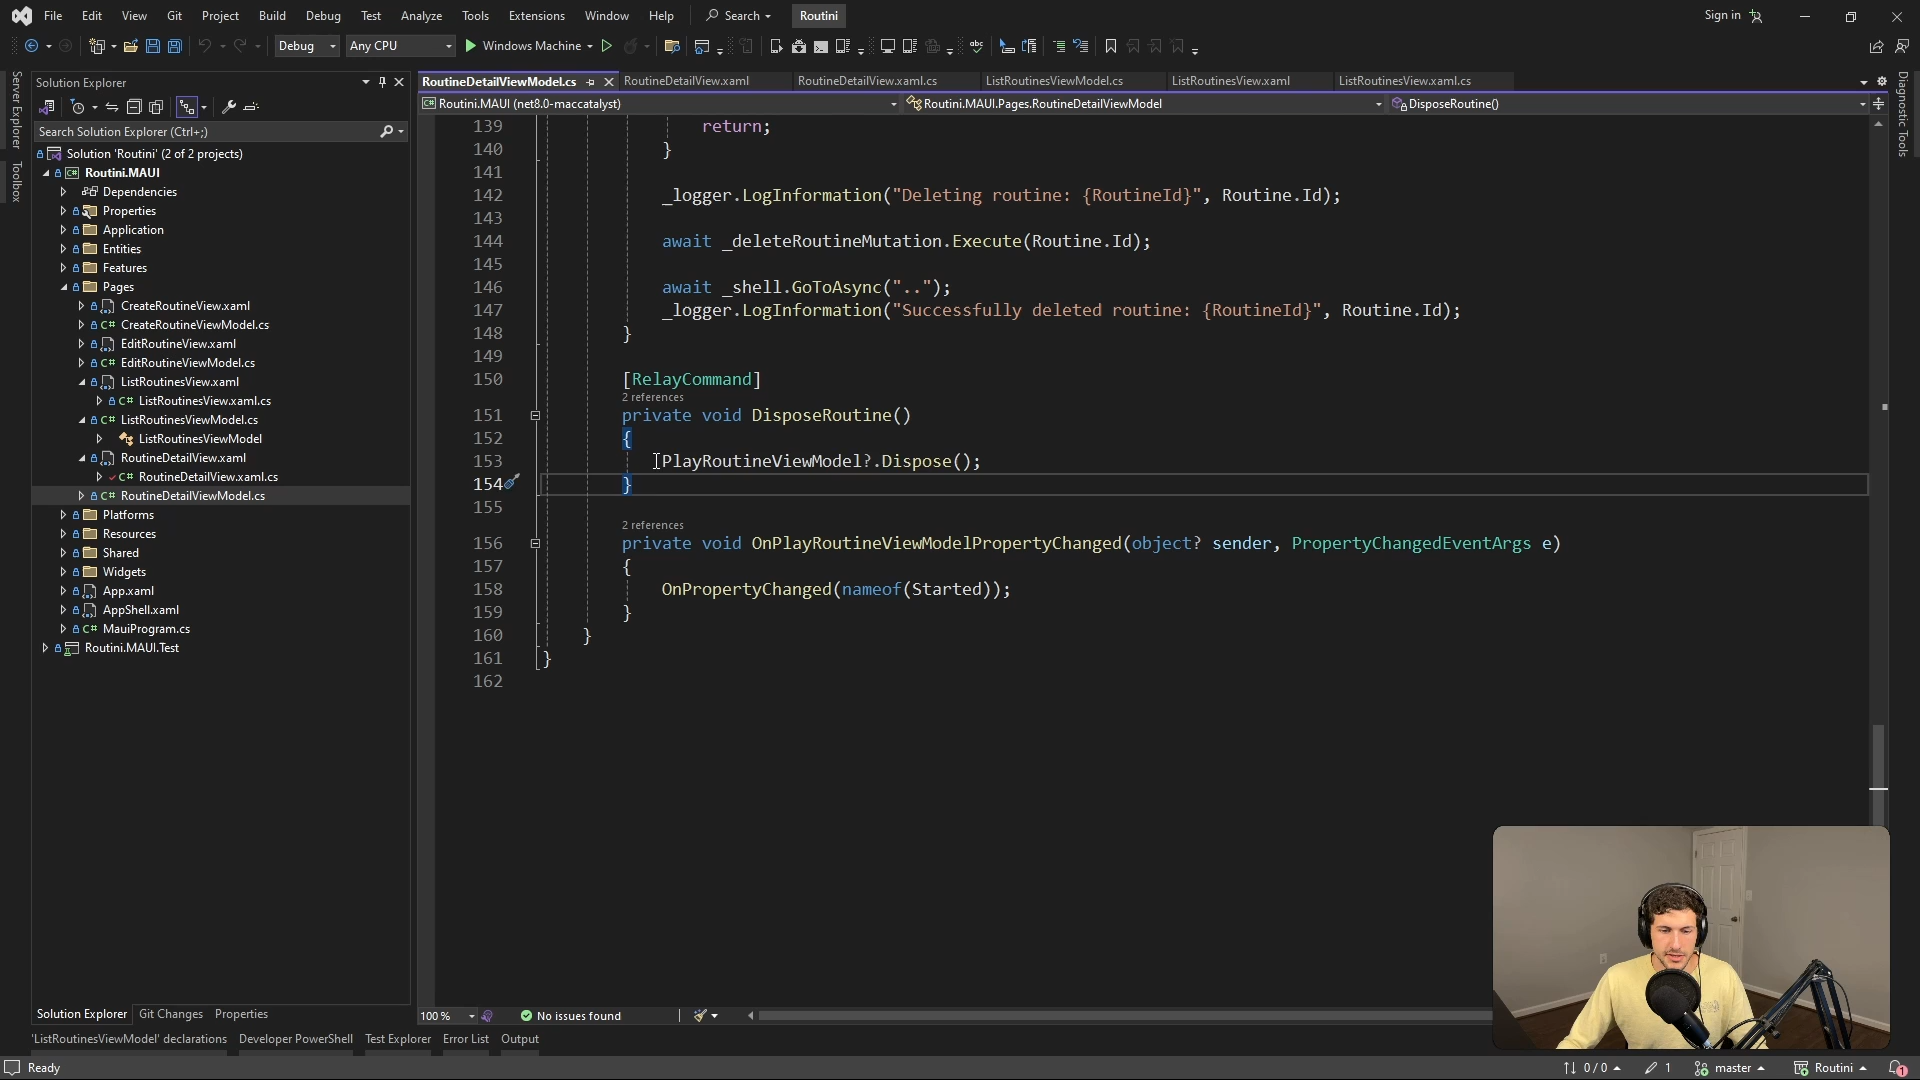 File Edit View Git Project Build Debug Test Analyze Tools Extensions Window Help Search Routini Sign in
Debug Any CPU Windows Machine
Server Explorer
Toolbox
Diagnostic Tools
Solution Explorer
Search Solution Explorer (Ctrl+;)
Solution 'Routini' (2 of 2 projects)
Routini.MAUI
Dependencies
Properties
Application
Entities
Features
Pages
CreateRoutineView.xaml
CreateRoutineViewModel.cs
EditRoutineView.xaml
EditRoutineViewModel.cs
ListRoutinesView.xaml
ListRoutinesView.xaml.cs
ListRoutinesViewModel.cs
ListRoutinesViewModel
RoutineDetailView.xaml
RoutineDetailView.xaml.cs
RoutineDetailViewModel.cs
Platforms
Resources
Shared
Widgets
App.xaml
AppShell.xaml
MauiProgram.cs
Routini.MAUI.Test
Solution Explorer Git Changes Properties
RoutineDetailViewModel.cs RoutineDetailView.xaml RoutineDetailView.xaml.cs ListRoutinesViewModel.cs ListRoutinesView.xaml ListRoutinesView.xaml.cs
Routini.MAUI (net8.0-maccatalyst) Routini.MAUI.Pages.RoutineDetailViewModel DisposeRoutine()
139 return;
140 }
141
142 _logger.LogInformation("Deleting routine: {RoutineId}", Routine.Id);
143
144 await _deleteRoutineMutation.Execute(Routine.Id);
145
146 await _shell.GoToAsync("..");
147 _logger.LogInformation("Successfully deleted routine: {RoutineId}", Routine.Id);
148 }
149
150 [RelayCommand]
2 references
151 private void DisposeRoutine()
152 {
153 PlayRoutineViewModel?.Dispose();
154 }
155
2 references
156 private void OnPlayRoutineViewModelPropertyChanged(object? sender, PropertyChangedEventArgs e)
157 {
158 OnPropertyChanged(nameof(Started));
159 }
160 }
161 }
162
100 % No issues found
'ListRoutinesViewModel' declarations Developer PowerShell Test Explorer Error List Output
Ready 0 / 0 1 master Routini 1